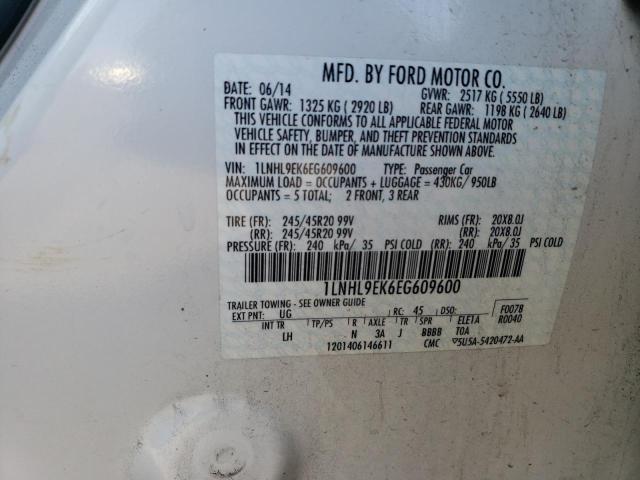 MFD. BY FORD MOTOR CO.
DATE: 06/14 GVWR: 2517 KG ( 5550 LB)
FRONT GAWR: 1325 KG ( 2920 LB) REAR GAWR: 1198 KG ( 2640 LB)
THIS VEHICLE CONFORMS TO ALL APPLICABLE FEDERAL MOTOR
VEHICLE SAFETY, BUMPER, AND THEFT PREVENTION STANDARDS
IN EFFECT ON THE DATE OF MANUFACTURE SHOWN ABOVE.
VIN: 1LNHL9EK6EG609600 TYPE: Passenger Car
MAXIMUM LOAD = OCCUPANTS + LUGGAGE = 430KG/ 950LB
OCCUPANTS = 5 TOTAL; 2 FRONT, 3 REAR
TIRE (FR): 245/45R20 99V RIMS (FR): 20X8.0J
(RR): 245/45R20 99V (RR): 20X8.0J
PRESSURE (FR): 240 kPa/ 35 PSI COLD (RR): 240 kPa/ 35 PSI COLD
1LNHL9EK6EG609600
TRAILER TOWING - SEE OWNER GUIDE F0078
EXT PNT: UG RC: 45 DSO: R0040
INT TR TP/PS R AXLE TR SPR ELE1A
LH N 3A J BBBB TOA
1201406146611 CMC ▽5U5A-5420472-AA